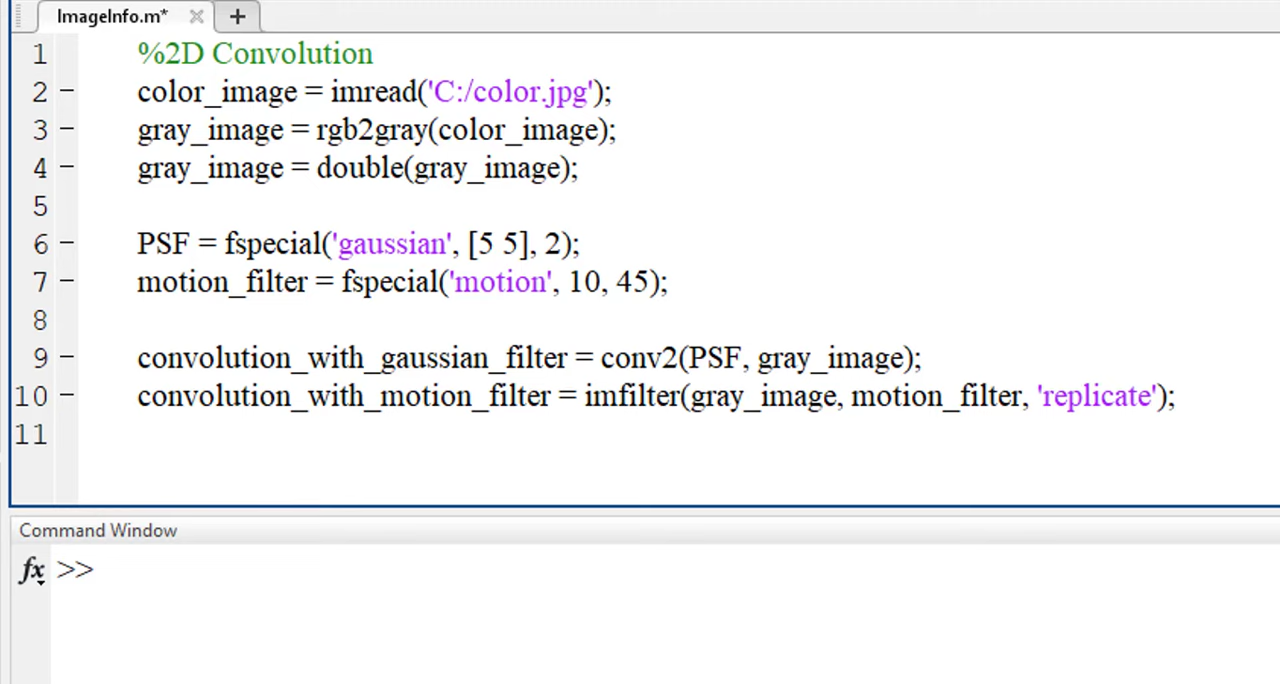 ImageInfo.m*
1 %2D Convolution
2 color_image = imread('C:/color.jpg');
3 gray_image = rgb2gray(color_image);
4 gray_image = double(gray_image);
5
6 PSF = fspecial('gaussian', [5 5], 2);
7 motion_filter = fspecial('motion', 10, 45);
8
9 convolution_with_gaussian_filter = conv2(PSF, gray_image);
10 convolution_with_motion_filter = imfilter(gray_image, motion_filter, 'replicate');
11
Command Window
fx >>